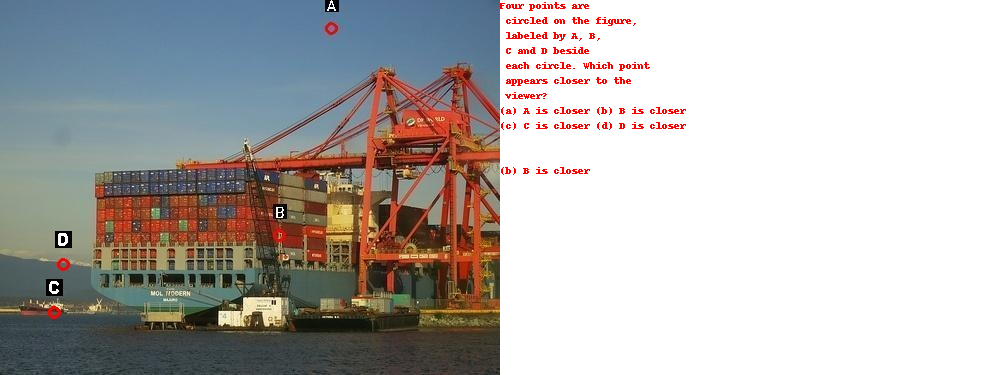 A
Four points are
circled on the figure,
labeled by A, B,
C and D beside
each circle. Which point
appears closer to the
viewer?
(a) A is closer (b) B is closer
(c) C is closer (d) D is closer
(b) B is closer
B
D
C
MOL MODERN